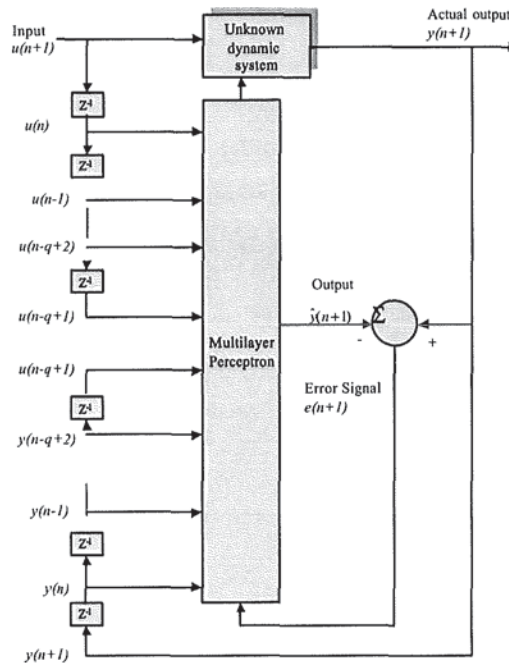 Input
u(n+1)
Unknown
dynamic
system
Actual output
y(n+1)
Z-1
u(n)
Z-1
u(n-1)
u(n-q+2)
Z-1
u(n-q+1)
Multilayer
Perceptron
Output
ŷ(n+1)
Σ
-
+
Error Signal
e(n+1)
u(n-q+1)
Z-1
y(n-q+2)
y(n-1)
Z-1
y(n)
Z-1
y(n+1)